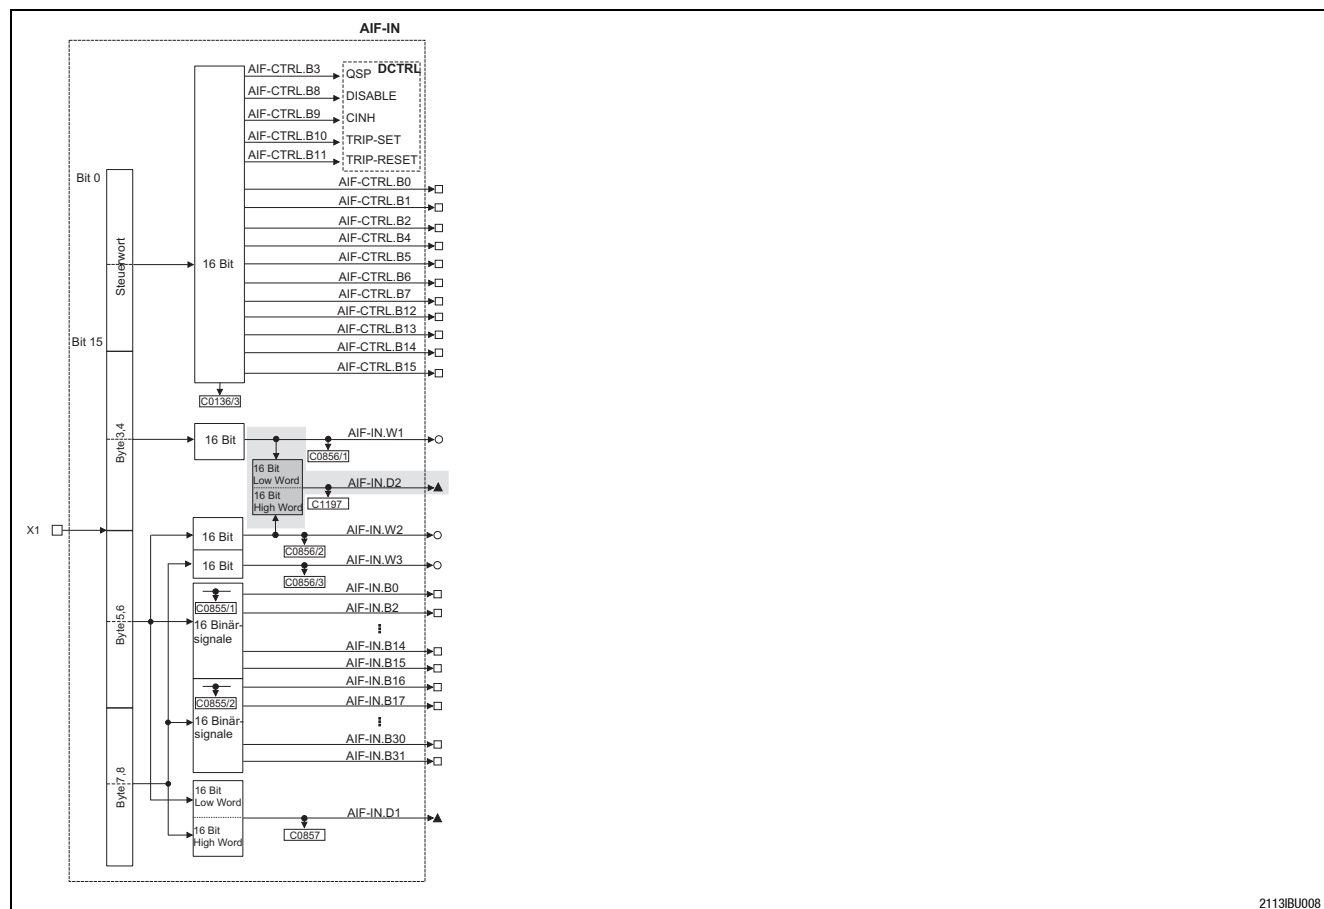 AIF-IN
AIF-CTRL.B3
QSP
DCTRL
AIF-CTRL.B8
DISABLE
AIF-CTRL.B9
CINH
AIF-CTRL.B10
TRIP-SET
AIF-CTRL.B11
TRIP-RESET
Bit 0
AIF-CTRL.B0
AIF-CTRL.B1
AIF-CTRL.B2
AIF-CTRL.B4
Steuerwort
16 Bit
AIF-CTRL.B5
AIF-CTRL.B6
AIF-CTRL.B7
AIF-CTRL.B12
AIF-CTRL.B13
Bit 15
AIF-CTRL.B14
AIF-CTRL.B15
C0136/3
Byte 3,4
16 Bit
AIF-IN.W1
C0856/1
16 Bit
Low Word
16 Bit
High Word
AIF-IN.D2
C1197
X1
16 Bit
AIF-IN.W2
C0856/2
16 Bit
AIF-IN.W3
C0856/3
Byte 5,6
C0855/1
16 Binär-
signale
AIF-IN.B0
AIF-IN.B2
AIF-IN.B14
AIF-IN.B15
C0855/2
16 Binär-
signale
AIF-IN.B16
AIF-IN.B17
AIF-IN.B30
AIF-IN.B31
Byte 7,8
16 Bit
Low Word
16 Bit
High Word
AIF-IN.D1
C0857
2113IBU008